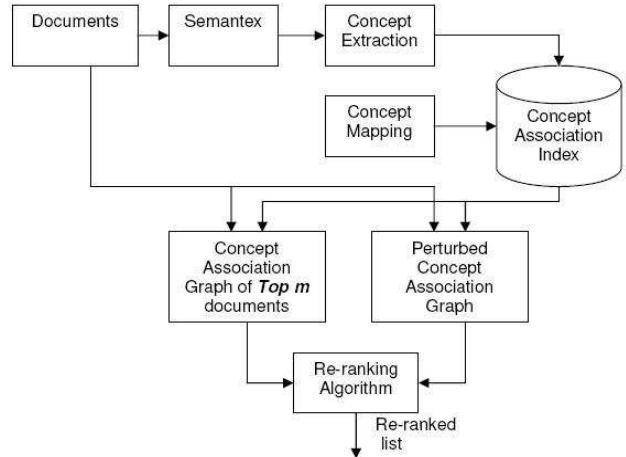 Documents
Semantex
Concept
Extraction
Concept
Mapping
Concept
Association
Index
Concept
Association
Graph of Top m
documents
Perturbed
Concept
Association
Graph
Re-ranking
Algorithm
Re-ranked
list